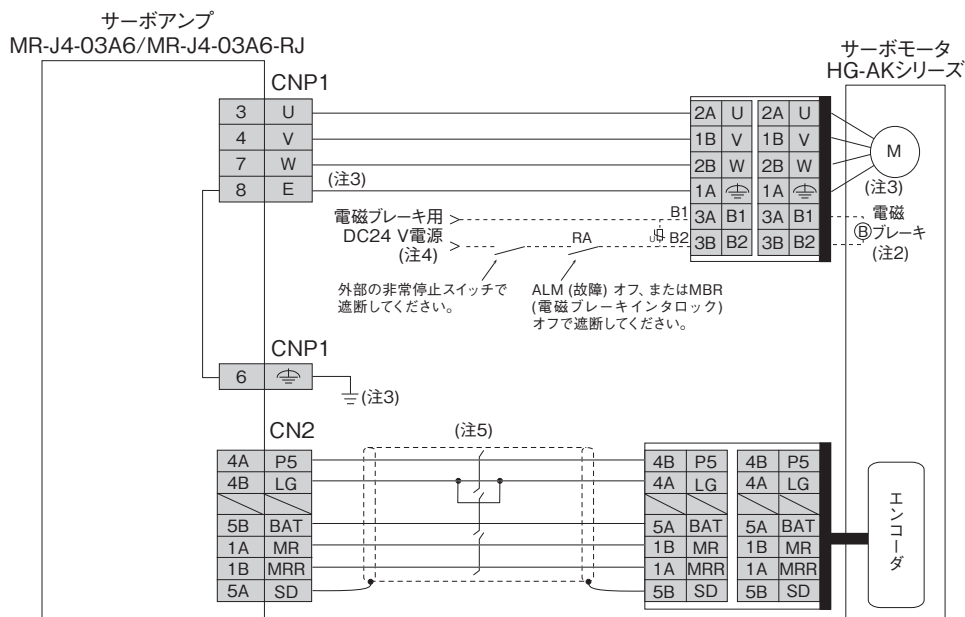 サーボアンプ
MR-J4-03A6/MR-J4-03A6-RJ
サーボモータ
HG-AKシリーズ
CNP1
3 U
4 V
7 W
8 E
(注3)
2A U 2A U
1B V 1B V
2B W 2B W
1A 1A
3A B1 3A B1
3B B2 3B B2
M
(注3)
電磁
Ⓑブレーキ
(注2)
電磁ブレーキ用
DC24 V電源
(注4)
B1
U B2
RA
外部の非常停止スイッチで
遮断してください。
ALM (故障) オフ、またはMBR
(電磁ブレーキインタロック)
オフで遮断してください。
CNP1
6
(注3)
CN2
(注5)
4A P5
4B LG
5B BAT
1A MR
1B MRR
5A SD
4B P5 4B P5
4A LG 4A LG
5A BAT 5A BAT
1B MR 1B MR
1A MRR 1A MRR
5B SD 5B SD
エンコーダ